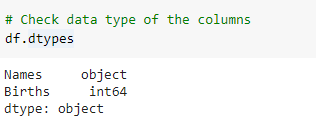 # Check data type of the columns
df.dtypes
Names     object
Births     int64
dtype: object